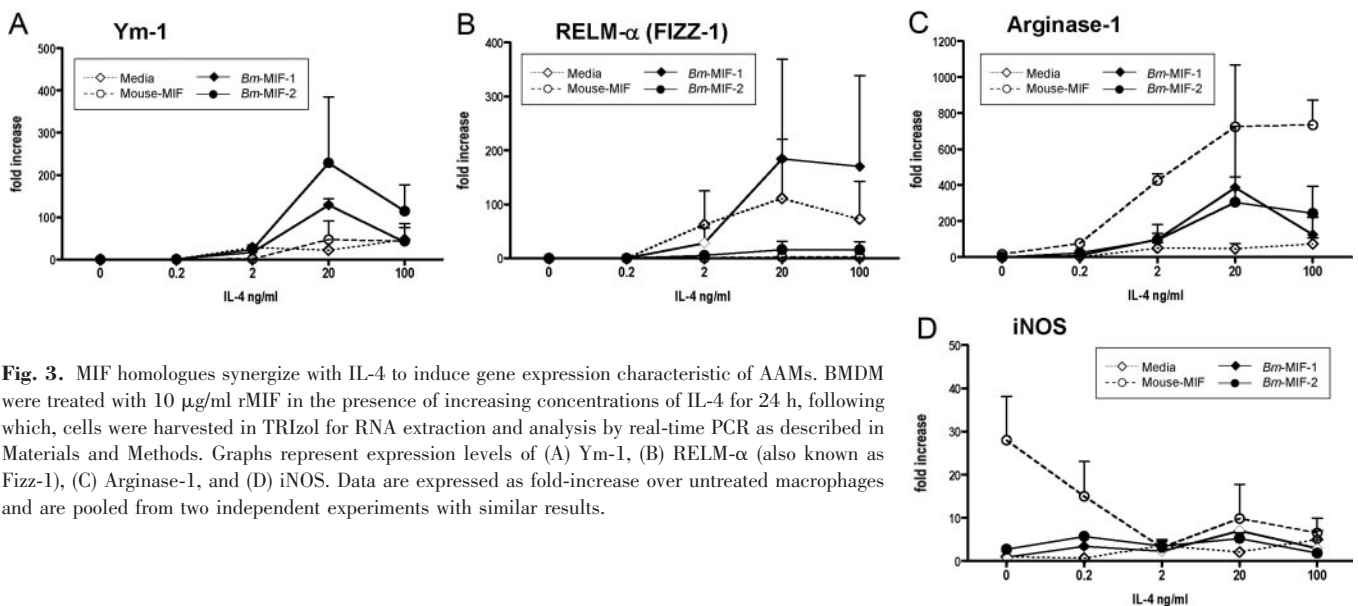 A
Ym-1
500
400
300
200
100
0
fold increase
Media
Mouse-MIF
Bm-MIF-1
Bm-MIF-2
0
0.2
2
20
100
IL-4 ng/ml
B
RELM-α (FIZZ-1)
400
300
200
100
0
fold increase
Media
Mouse-MIF
Bm-MIF-1
Bm-MIF-2
0
0.2
2
20
100
IL-4 ng/ml
C
Arginase-1
1200
1000
800
600
400
200
0
fold increase
Media
Mouse-MIF
Bm-MIF-1
Bm-MIF-2
0
0.2
2
20
100
IL-4 ng/ml
D
iNOS
50
40
30
20
10
0
fold increase
Media
Mouse-MIF
Bm-MIF-1
Bm-MIF-2
0
0.2
2
20
100
IL-4 ng/ml
Fig. 3. MIF homologues synergize with IL-4 to induce gene expression characteristic of AAMs. BMDM
were treated with 10 μg/ml rMIF in the presence of increasing concentrations of IL-4 for 24 h, following
which, cells were harvested in TRIzol for RNA extraction and analysis by real-time PCR as described in
Materials and Methods. Graphs represent expression levels of (A) Ym-1, (B) RELM-α (also known as
Fizz-1), (C) Arginase-1, and (D) iNOS. Data are expressed as fold-increase over untreated macrophages
and are pooled from two independent experiments with similar results.